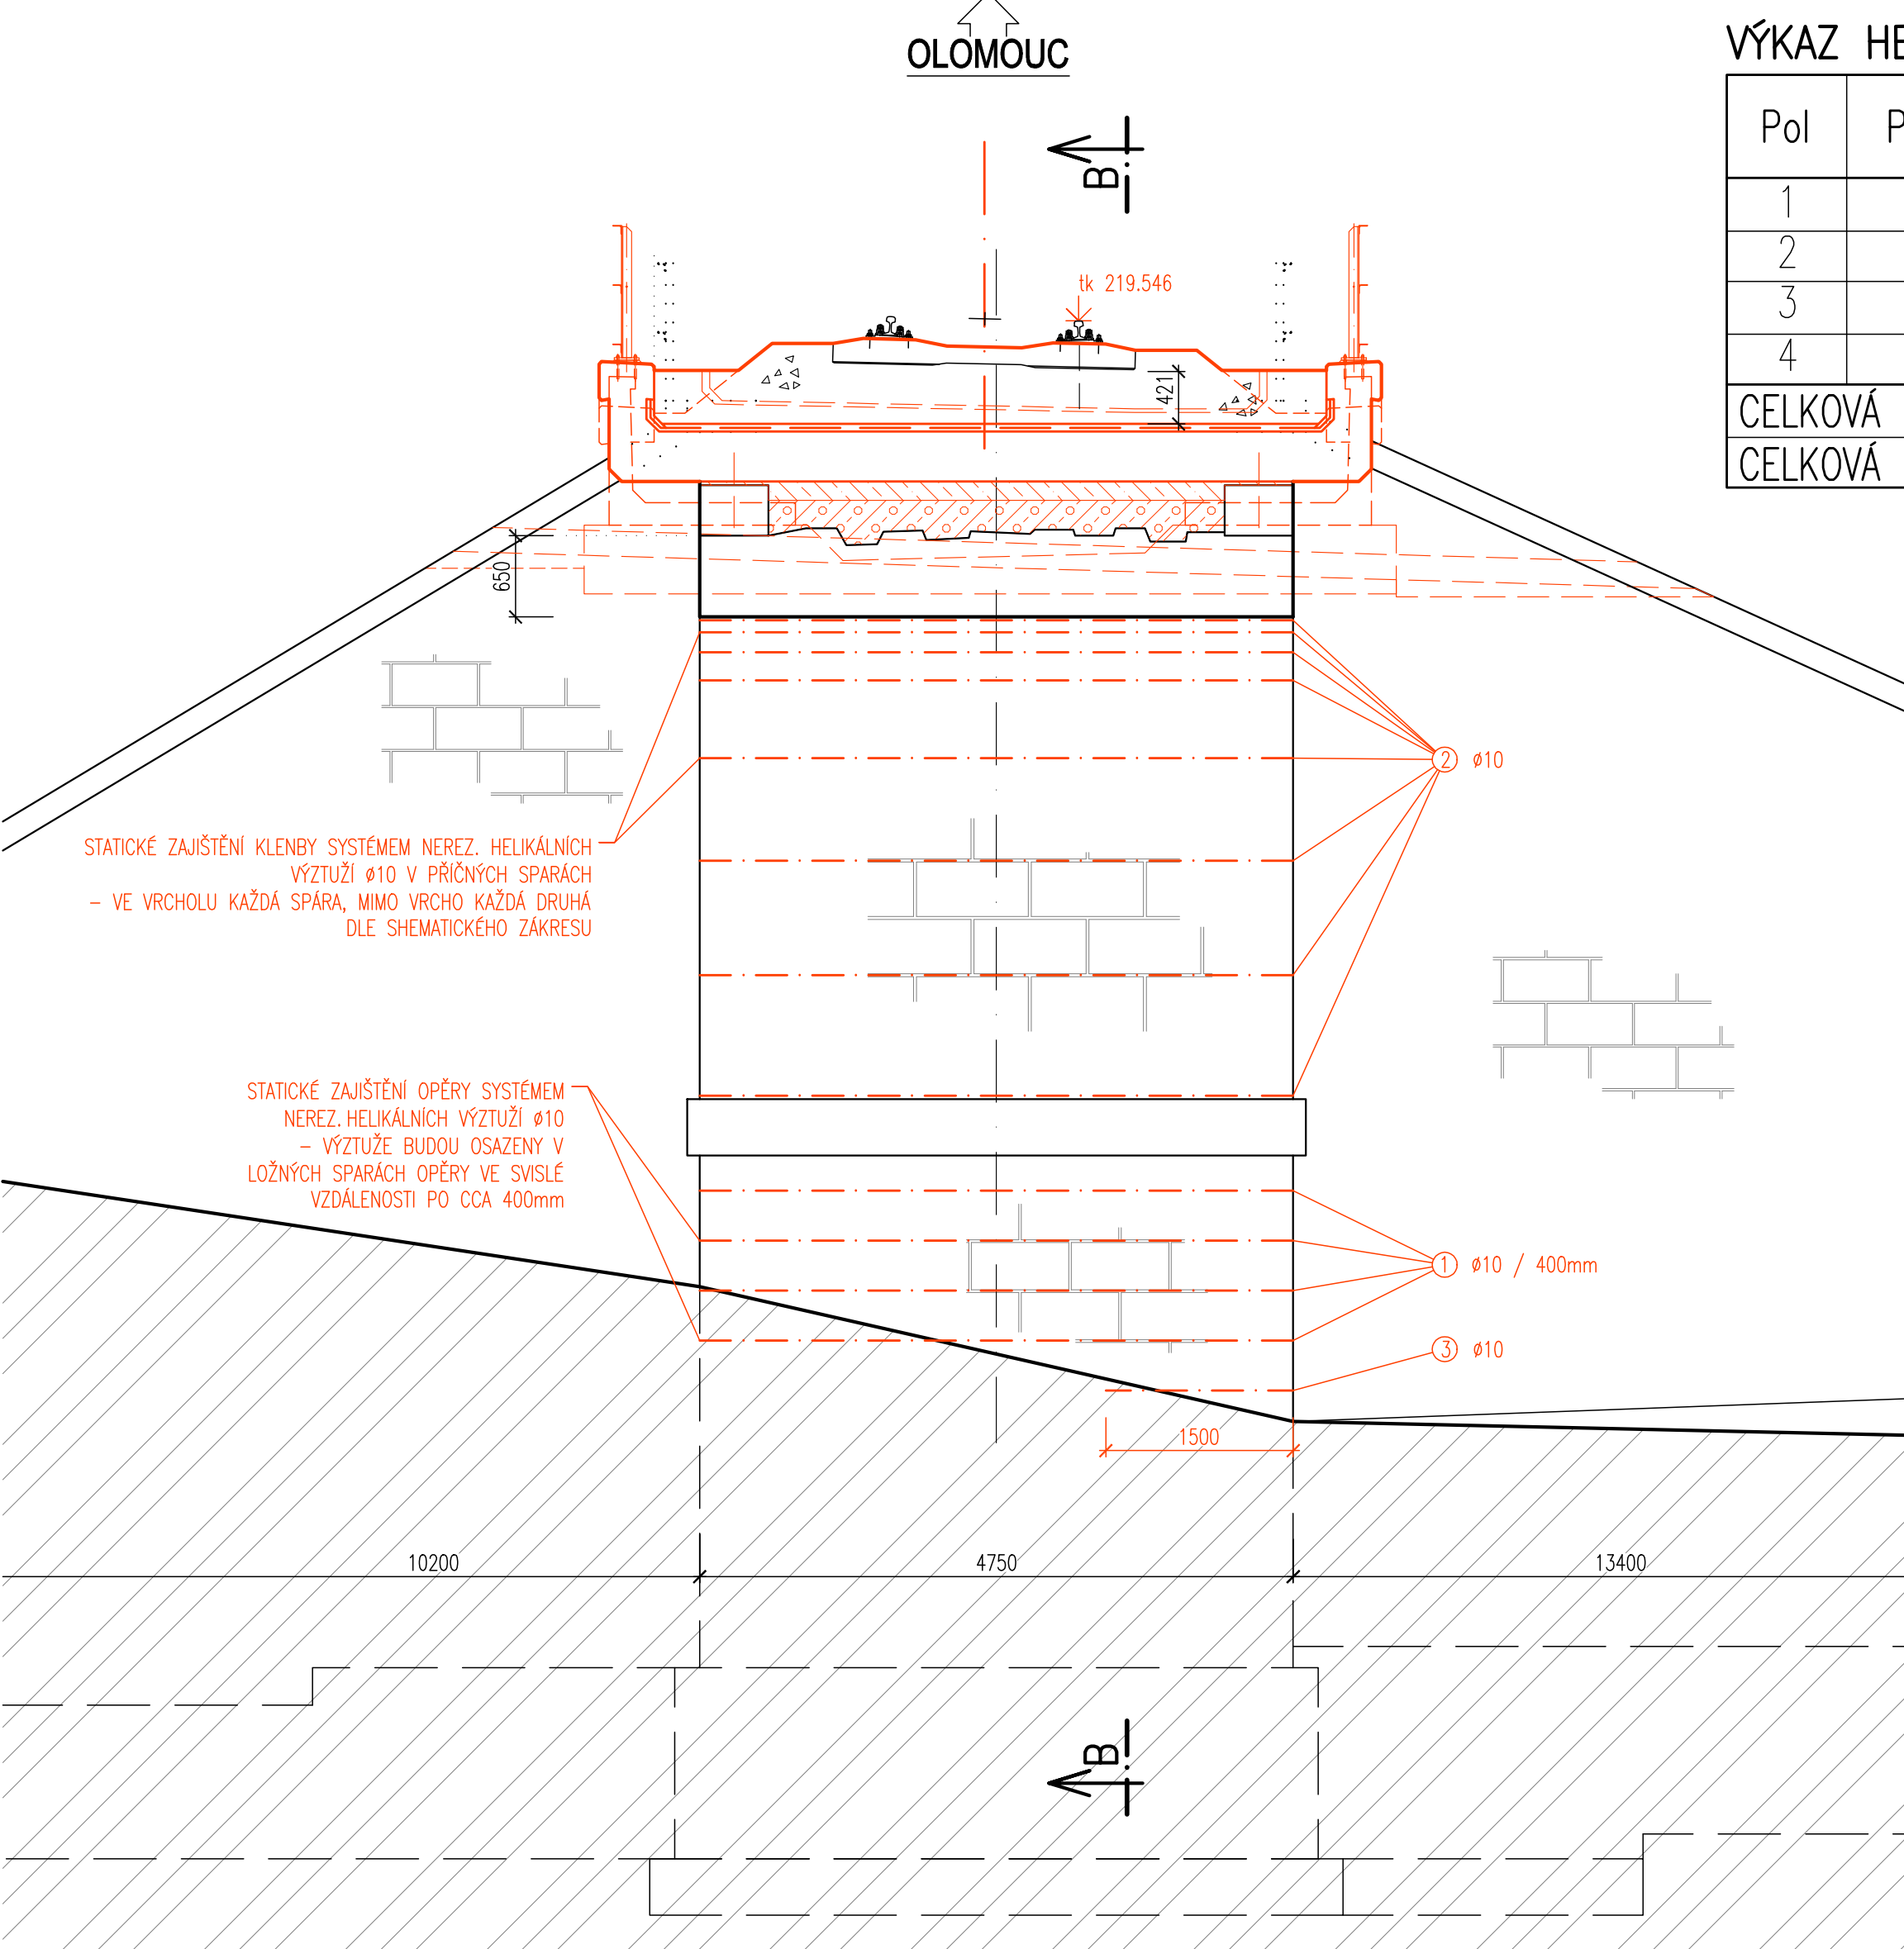 OLOMOUC
VÝKAZ HE
Pol P
1
2
3
4
CELKOVÁ
CELKOVÁ
B
tk 219.546
421
650
2 ø10
STATICKÉ ZAJIŠTĚNÍ KLENBY SYSTÉMEM NEREZ. HELIKÁLNÍCH
VÝZTUŽÍ ø10 V PŘÍČNÝCH SPARÁCH
– VE VRCHOLU KAŽDÁ SPÁRA, MIMO VRCHO KAŽDÁ DRUHÁ
DLE SHEMATICKÉHO ZÁKRESU
STATICKÉ ZAJIŠTĚNÍ OPĚRY SYSTÉMEM
NEREZ. HELIKÁLNÍCH VÝZTUŽÍ ø10
– VÝZTUŽE BUDOU OSAZENY V
LOŽNÝCH SPARÁCH OPĚRY VE SVISLÉ
VZDÁLENOSTI PO CCA 400mm
1 ø10 / 400mm
3 ø10
1500
10200 4750 13400
B